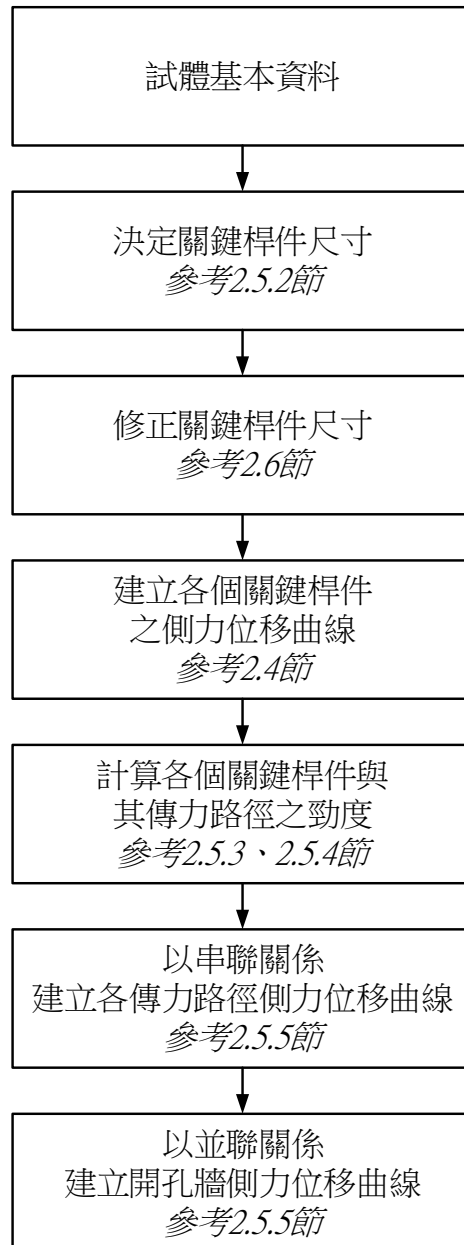 試體基本資料
決定關鍵桿件尺寸
參考2.5.2節
修正關鍵桿件尺寸
參考2.6節
建立各個關鍵桿件
之側力位移曲線
參考2.4節
計算各個關鍵桿件與
其傳力路徑之勁度
參考2.5.3、2.5.4節
以串聯關係
建立各傳力路徑側力位移曲線
參考2.5.5節
以並聯關係
建立開孔牆側力位移曲線
參考2.5.5節